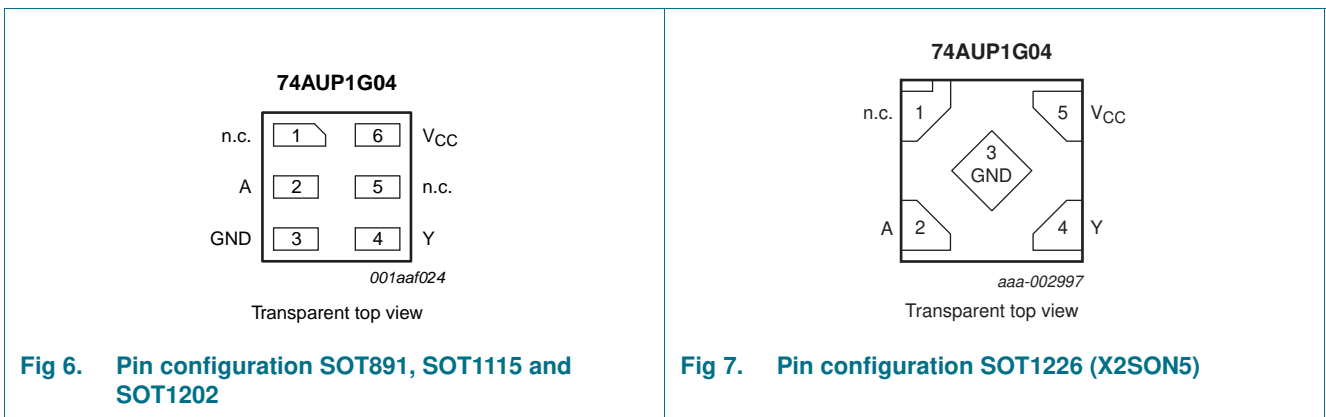 74AUP1G04
n.c. 1 6 VCC
A 2 5 n.c.
GND 3 4 Y
001aaf024
Transparent top view
Fig 6. Pin configuration SOT891, SOT1115 and
SOT1202
74AUP1G04
n.c. 1 5 VCC
3
GND
A 2 4 Y
aaa-002997
Transparent top view
Fig 7. Pin configuration SOT1226 (X2SON5)